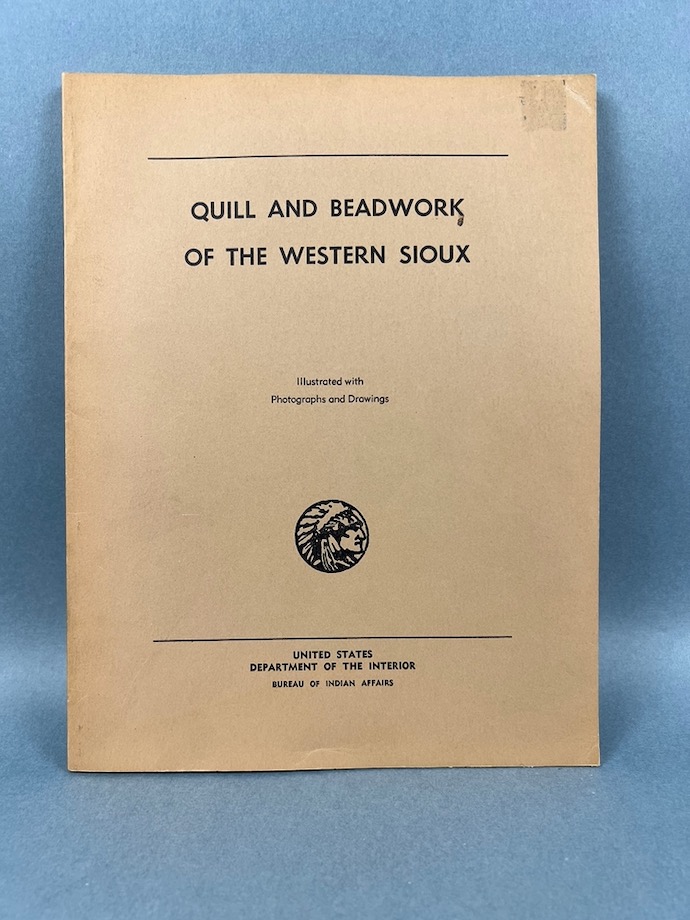 QUILL AND BEADWORK
OF THE WESTERN SIOUX
Illustrated with
Photographs and Drawings
UNITED STATES
DEPARTMENT OF THE INTERIOR
BUREAU OF INDIAN AFFAIRS